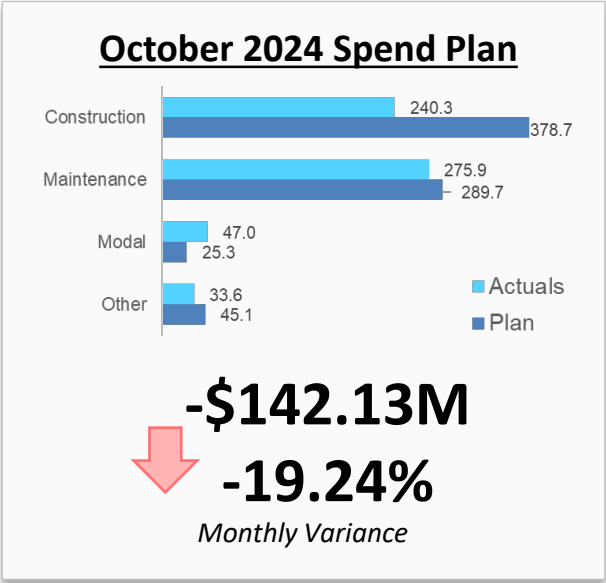 October 2024 Spend Plan
Construction
240.3
378.7
Maintenance
275.9
289.7
Modal
47.0
25.3
Other
33.6
45.1
Actuals
Plan
-$142.13M
-19.24%
Monthly Variance